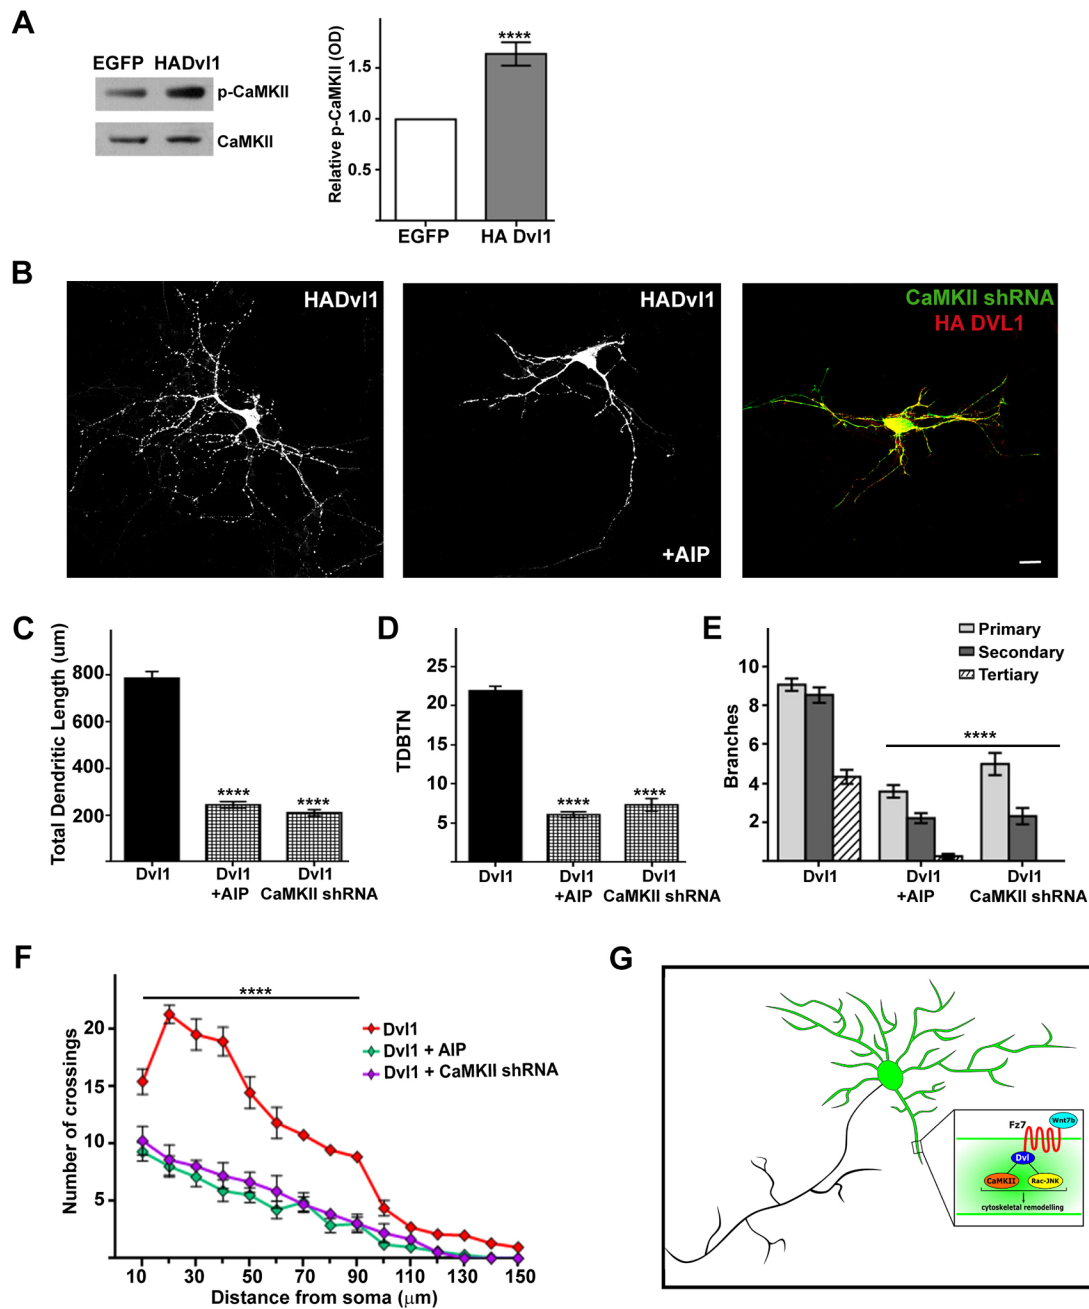 A
EGFP HADvl1
p-CaMKII
CaMKII
Relative p-CaMKII (OD)
1.5
1.0
0.5
****
EGFP HA Dvl1
B
HADvl1
HADvl1
+AIP
CaMKII shRNA
HA DVL1
C
Total Dendritic Length (um)
800
600
400
200
****
****
Dvl1
Dvl1
+AIP
Dvl1
CaMKII shRNA
D
TDBTN
25
20
15
10
5
****
****
Dvl1
Dvl1
+AIP
Dvl1
CaMKII shRNA
E
Primary
Secondary
Tertiary
Branches
10
8
6
4
2
****
Dvl1
Dvl1
+AIP
Dvl1
CaMKII shRNA
F
Number of crossings
20
15
10
5
****
Dvl1
Dvl1 + AIP
Dvl1 + CaMKII shRNA
10 30 50 70 90 110 130 150
Distance from soma (μm)
G
Fz7
Wnt7b
Dvl
CaMKII
Rac-JNK
cytoskeletal remodelling